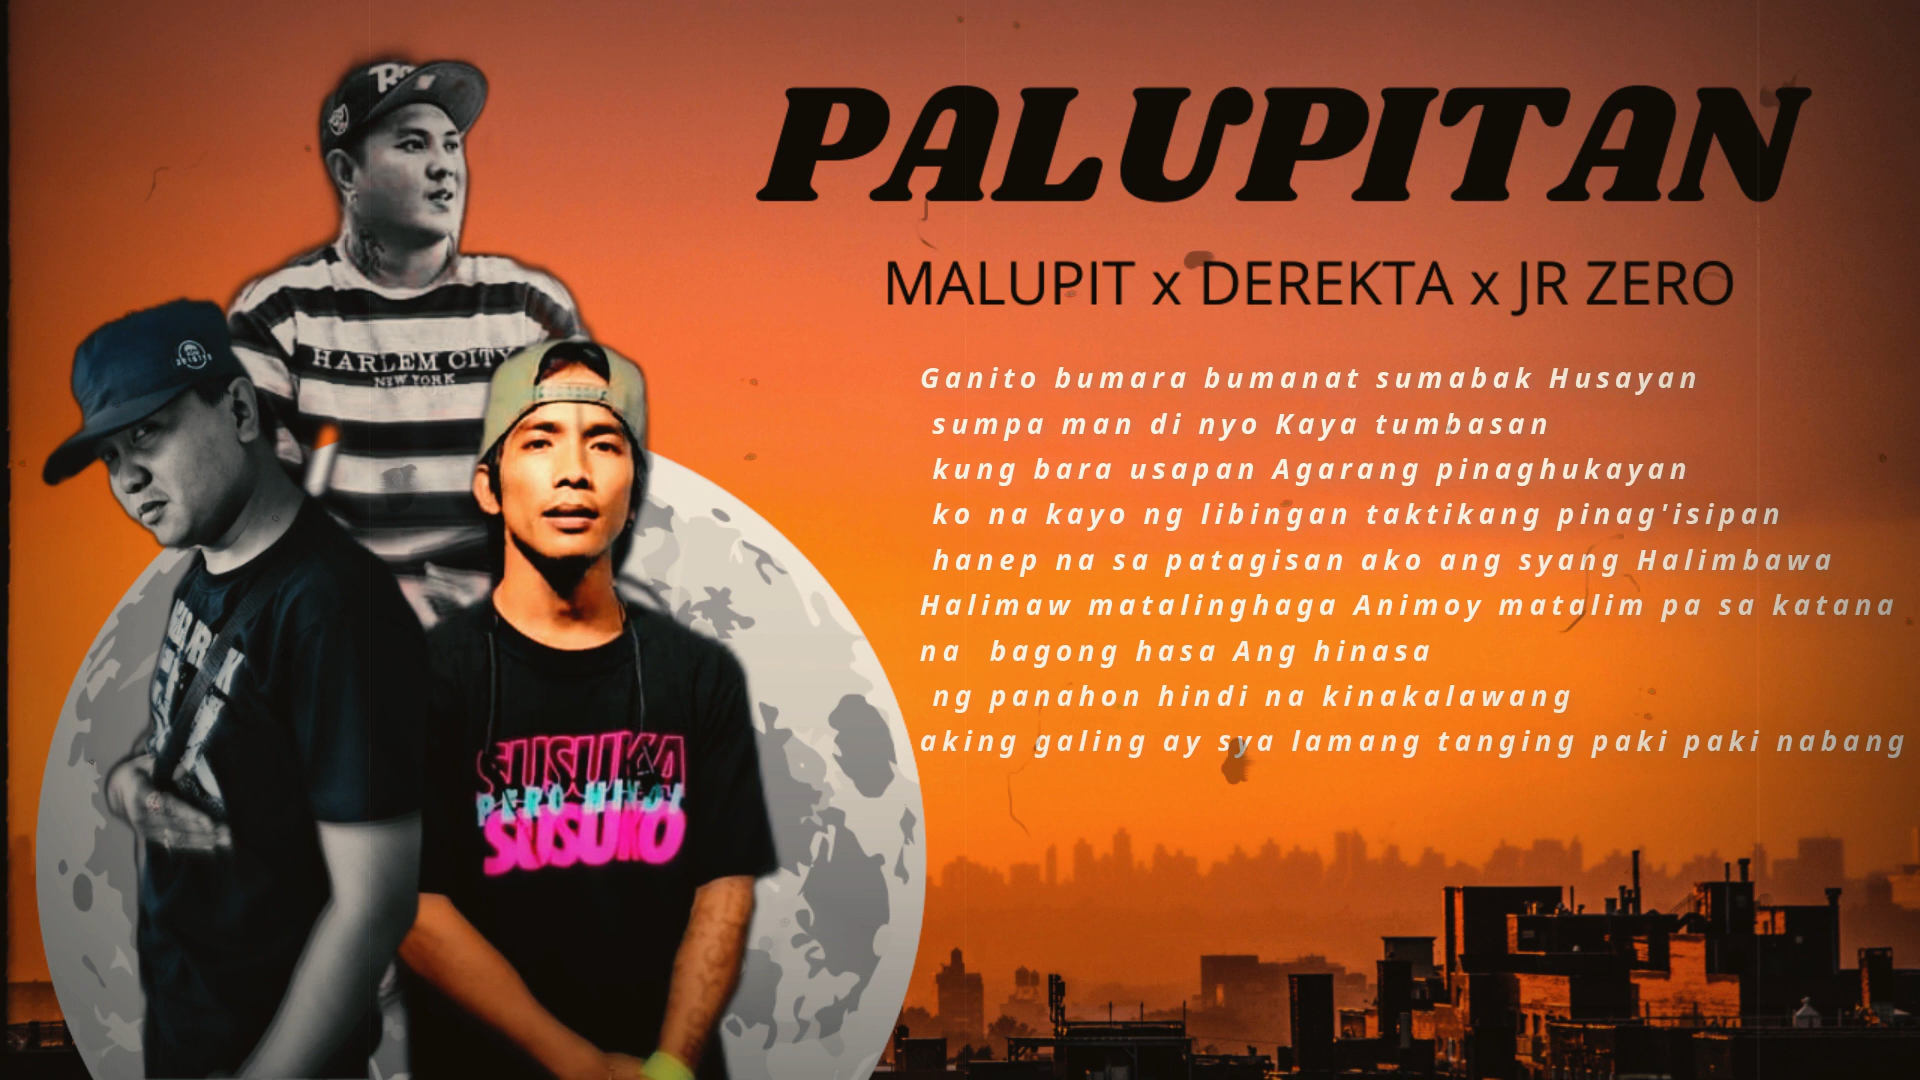 PALUPITAN
MALUPIT x DEREKTA x JR ZERO
Ganito bumara bumanat sumabak Husayan
sumpa man di nyo Kaya tumbasan
kung bara usapan Agarang pinaghukayan
ko na kayo ng libingan taktikang pinag'isipan
hanep na sa patagisan ako ang syang Halimbawa
Halimaw matalinghaga Animoy matalim pa sa katana
na bagong hasa Ang hinasa
ng panahon hindi na kinakalawang
aking galing ay sya lamang tanging paki paki nabang
HARLEM CITY
NEW YORK
SUSUKA
PERO HINDI
SUSUKO